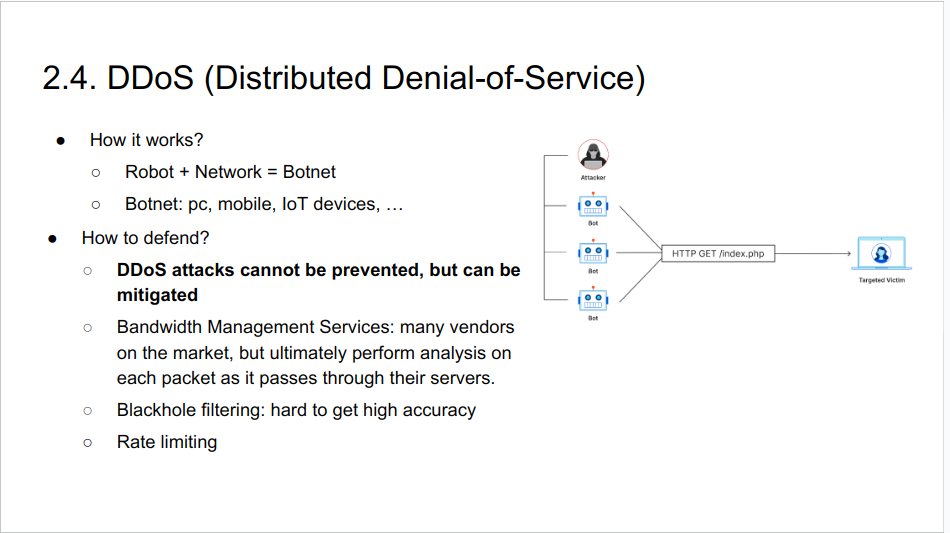 2.4. DDoS (Distributed Denial-of-Service)
● How it works?
○ Robot + Network = Botnet
○ Botnet: pc, mobile, IoT devices, …
● How to defend?
○ DDoS attacks cannot be prevented, but can be
mitigated
○ Bandwidth Management Services: many vendors
on the market, but ultimately perform analysis on
each packet as it passes through their servers.
○ Blackhole filtering: hard to get high accuracy
○ Rate limiting
Attacker
Bot
Bot
Bot
HTTP GET /index.php
Targeted Victim